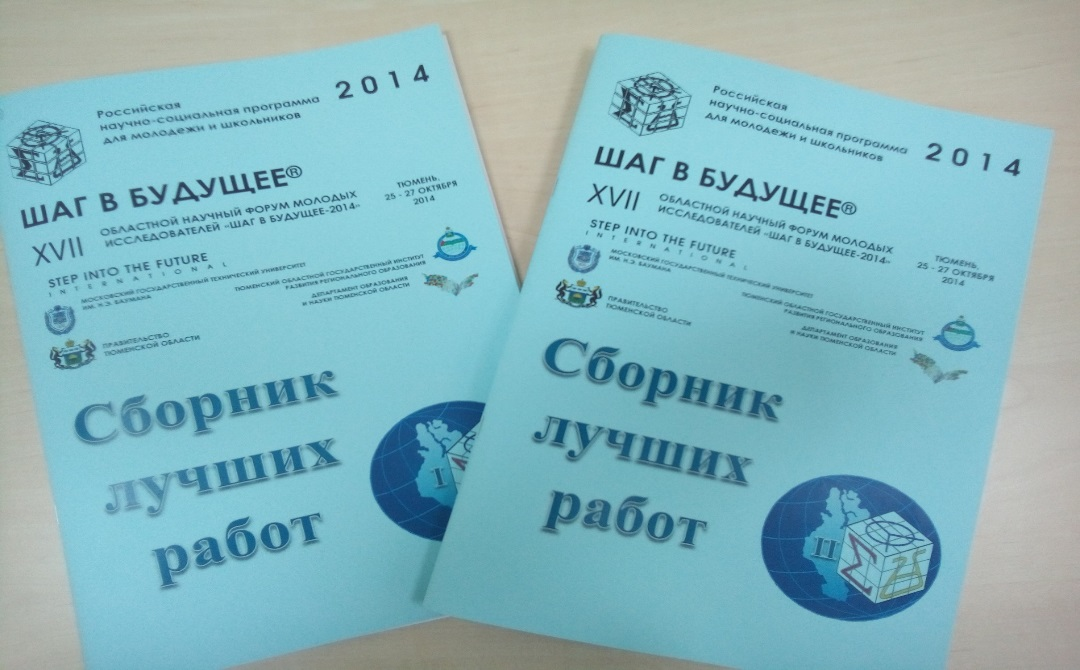 Российская
научно-социальная программа
для молодежи и школьников
2014
ШАГ В БУДУЩЕЕ®
XVII
ОБЛАСТНОЙ НАУЧНЫЙ ФОРУМ МОЛОДЫХ
ИССЛЕДОВАТЕЛЕЙ «ШАГ В БУДУЩЕЕ-2014»
ТЮМЕНЬ,
25 - 27 ОКТЯБРЯ
2014
STEP INTO THE FUTURE
INTERNATIONAL
МОСКОВСКИЙ ГОСУДАРСТВЕННЫЙ ТЕХНИЧЕСКИЙ УНИВЕРСИТЕТ
ИМ. Н.Э. БАУМАНА
ТЮМЕНСКИЙ ОБЛАСТНОЙ ГОСУДАРСТВЕННЫЙ ИНСТИТУТ
РАЗВИТИЯ РЕГИОНАЛЬНОГО ОБРАЗОВАНИЯ
ДЕПАРТАМЕНТ ОБРАЗОВАНИЯ
И НАУКИ ТЮМЕНСКОЙ ОБЛАСТИ
ПРАВИТЕЛЬСТВО
ТЮМЕНСКОЙ ОБЛАСТИ
Сборник
лучших
работ
I
Российская
научно-социальная программа
для молодежи и школьников
2014
ШАГ В БУДУЩЕЕ®
XVII
ОБЛАСТНОЙ НАУЧНЫЙ ФОРУМ МОЛОДЫХ
ИССЛЕДОВАТЕЛЕЙ «ШАГ В БУДУЩЕЕ-2014»
ТЮМЕНЬ,
25 - 27 ОКТЯБРЯ
2014
STEP INTO THE FUTURE
INTERNATIONAL
МОСКОВСКИЙ ГОСУДАРСТВЕННЫЙ ТЕХНИЧЕСКИЙ УНИВЕРСИТЕТ
ИМ. Н.Э. БАУМАНА
ТЮМЕНСКИЙ ОБЛАСТНОЙ ГОСУДАРСТВЕННЫЙ ИНСТИТУТ
РАЗВИТИЯ РЕГИОНАЛЬНОГО ОБРАЗОВАНИЯ
ДЕПАРТАМЕНТ ОБРАЗОВАНИЯ
И НАУКИ ТЮМЕНСКОЙ ОБЛАСТИ
ПРАВИТЕЛЬСТВО
ТЮМЕНСКОЙ ОБЛАСТИ
Сборник
лучших
работ
II